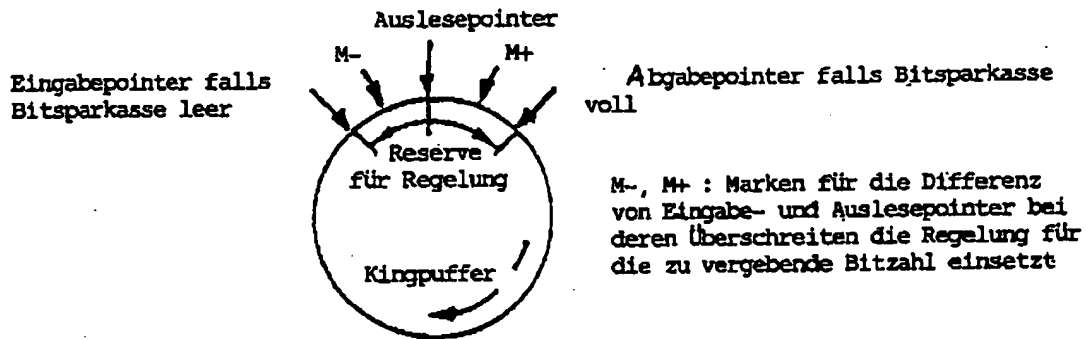 Auslesepointer
M-
M+
Eingabepointer falls
Bitsparkasse leer
Abgabepointer falls Bitsparkasse
voll
Reserve
für Regelung
M-, M+ : Marken für die Differenz
von Eingabe- und Auslesepointer bei
deren Überschreiten die Regelung für
die zu vergebende Bitzahl einsetzt
Kingpuffer